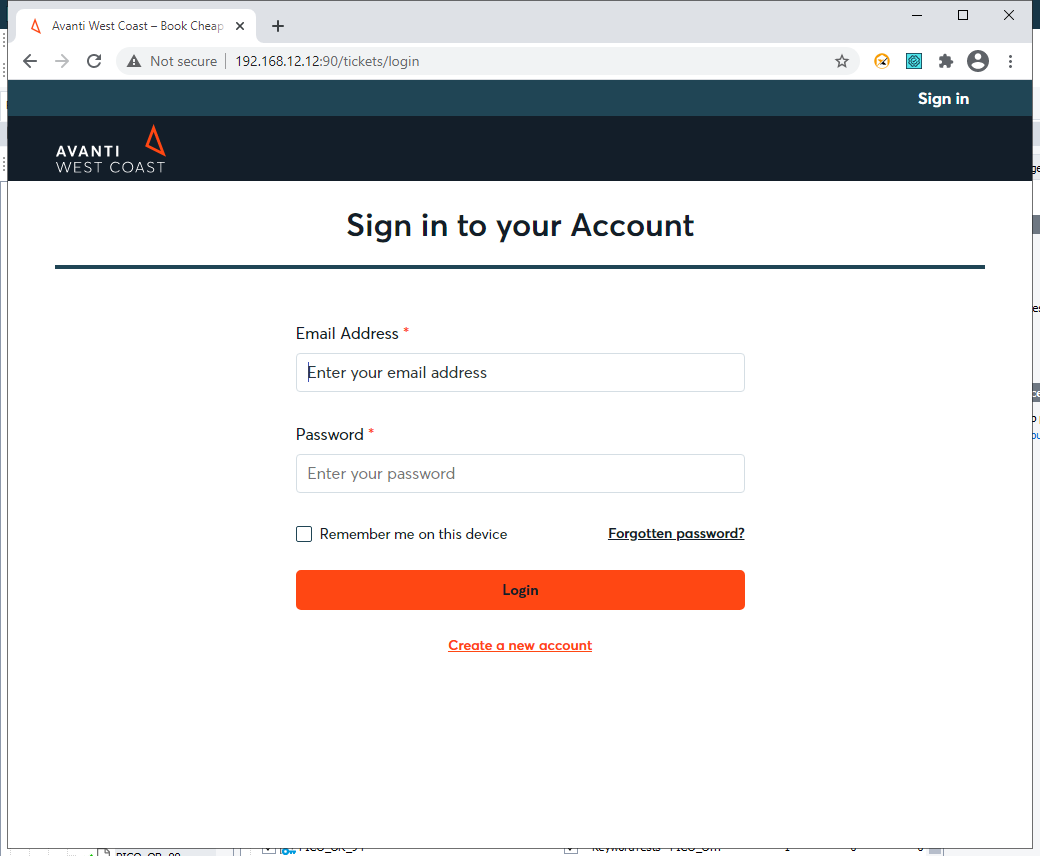 Avanti West Coast – Book Cheap
Not secure
192.168.12.12:90/tickets/login
Sign in
AVANTI
WEST COAST
Sign in to your Account
Email Address *
Enter your email address
Password *
Enter your password
Remember me on this device
Forgotten password?
Login
Create a new account